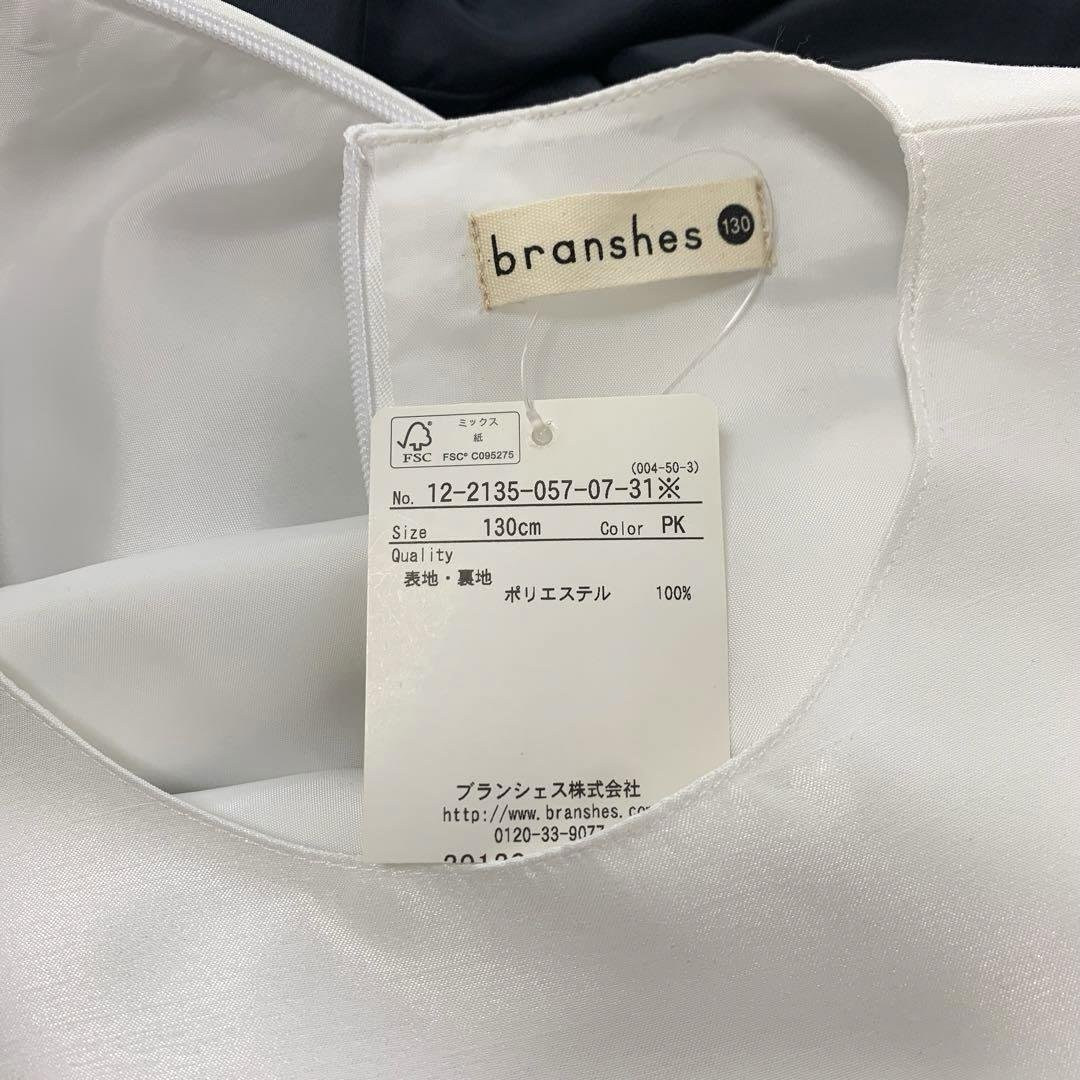 branshes 130
ミックス
紙
FSC
FSC® C095275
(004-50-3)
No. 12-2135-057-07-31※
Size 130cm Color PK
Quality
表地・裏地
ポリエステル 100%
ブランシェス株式会社
http://www.branshes.co
0120-33-9077